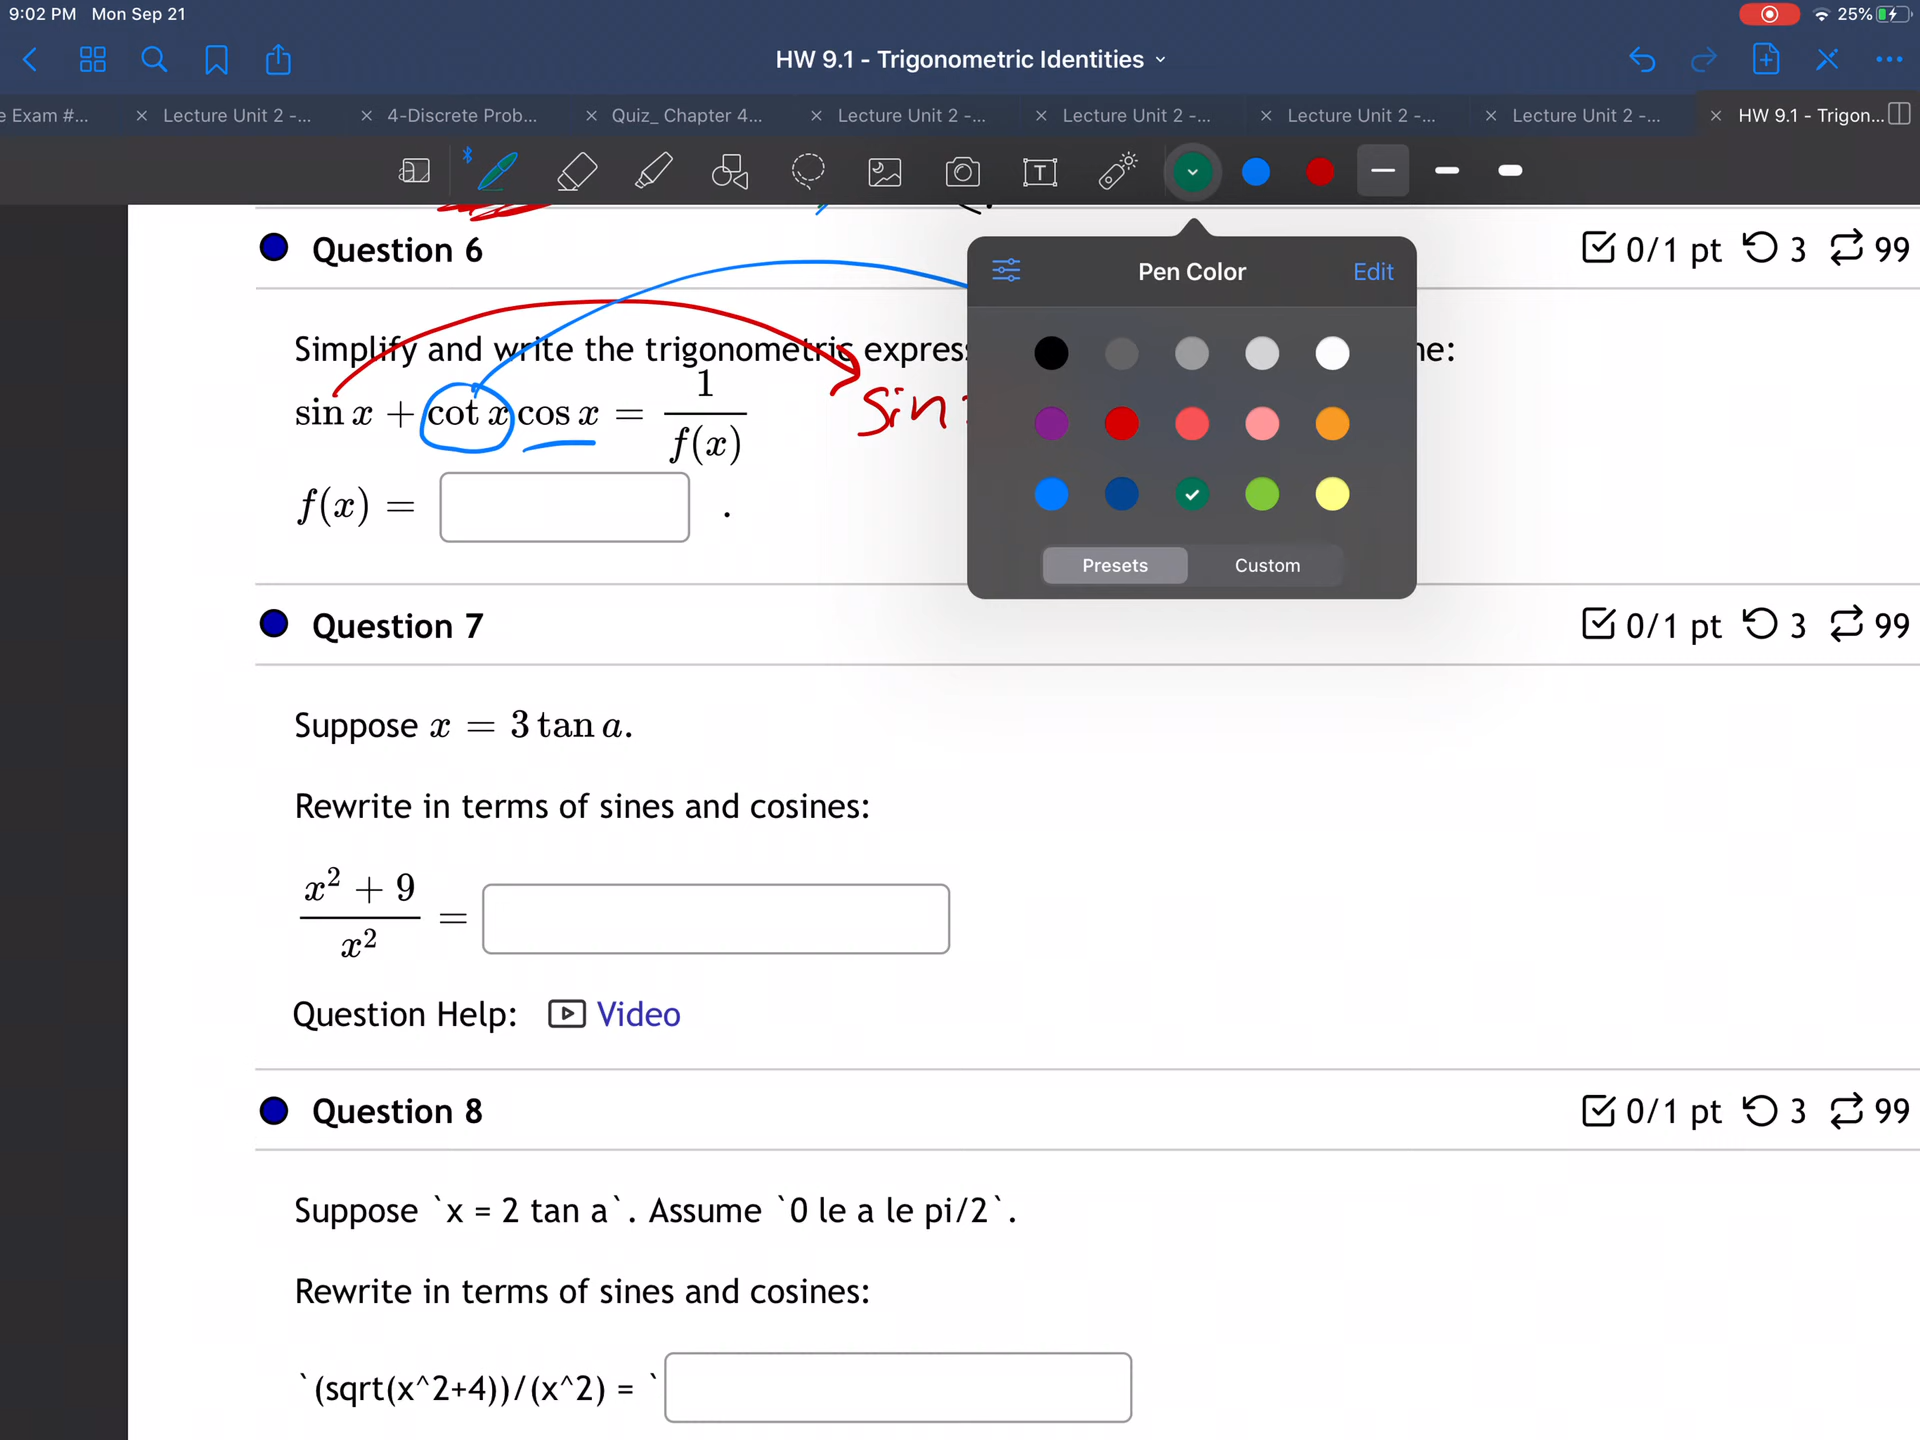 9:02 PM Mon Sep 21
25%
HW 9.1 - Trigonometric Identities
e Exam #... × Lecture Unit 2 -... × 4-Discrete Prob... × Quiz_ Chapter 4... × Lecture Unit 2 -... × Lecture Unit 2 -... × Lecture Unit 2 -... × Lecture Unit 2 -... × HW 9.1 - Trigon...
T
Question 6
0/1 pt 3 99
Pen Color
Edit
Presets
Custom
Simplify and write the trigonometric express ne:
sin x + cot x cos x = 1/f(x)
sin
f(x) = .
Question 7
0/1 pt 3 99
Suppose x = 3 tan a.
Rewrite in terms of sines and cosines:
(x² + 9)/x² =
Question Help: Video
Question 8
0/1 pt 3 99
Suppose `x = 2 tan a`. Assume `0 le a le pi/2`.
Rewrite in terms of sines and cosines:
`(sqrt(x^2+4))/(x^2) = `